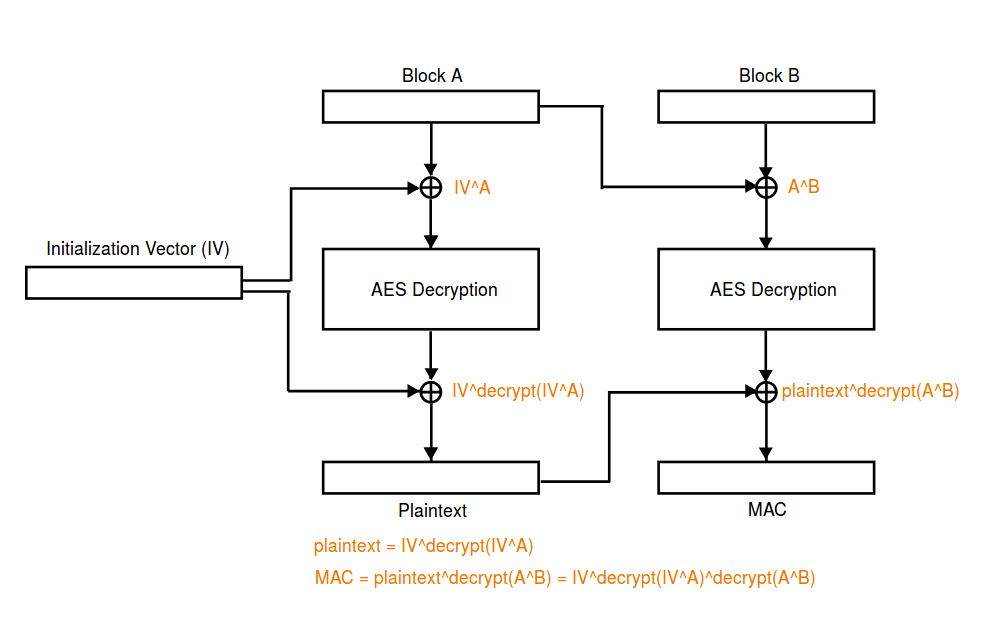 Block A
Block B
IV^A
A^B
Initialization Vector (IV)
AES Decryption
AES Decryption
IV^decrypt(IV^A)
plaintext^decrypt(A^B)
Plaintext
MAC
plaintext = IV^decrypt(IV^A)
MAC = plaintext^decrypt(A^B) = IV^decrypt(IV^A)^decrypt(A^B)